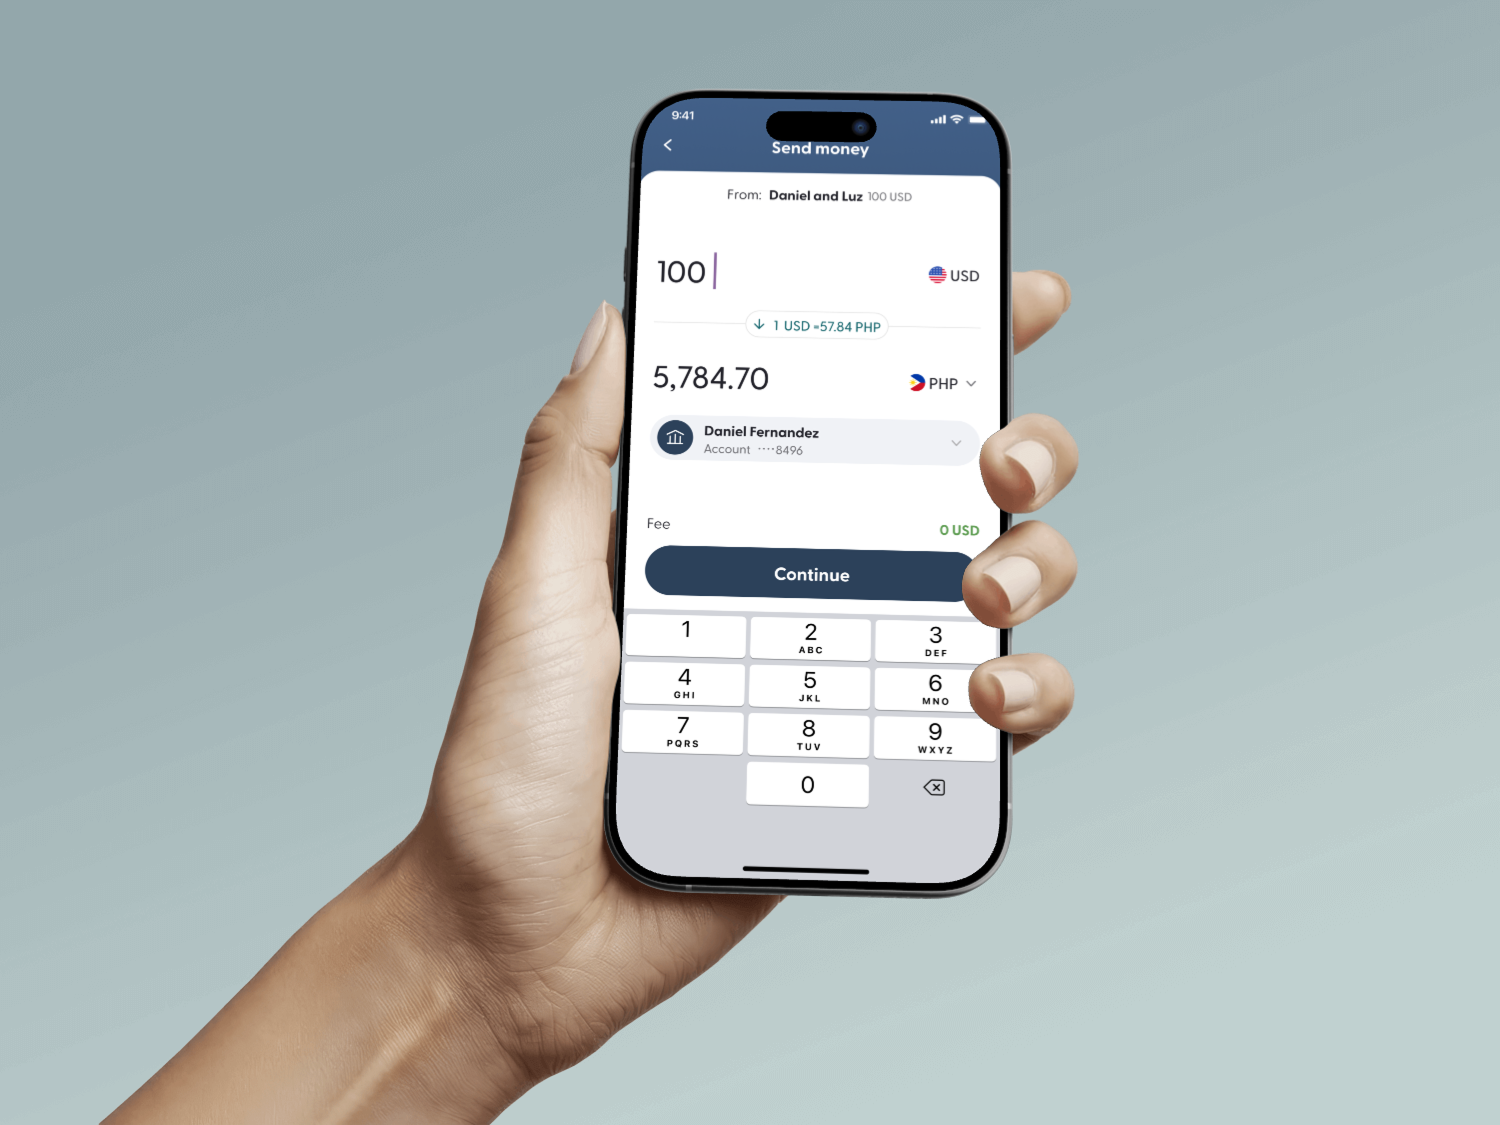 9:41
Send money
From: Daniel and Luz 100 USD
100
USD
1 USD =57.84 PHP
5,784.70
PHP
Daniel Fernandez
Account ····8496
Fee
0 USD
Continue
1
2
ABC
3
DEF
4
GHI
5
JKL
6
MNO
7
PQRS
8
TUV
9
WXYZ
0